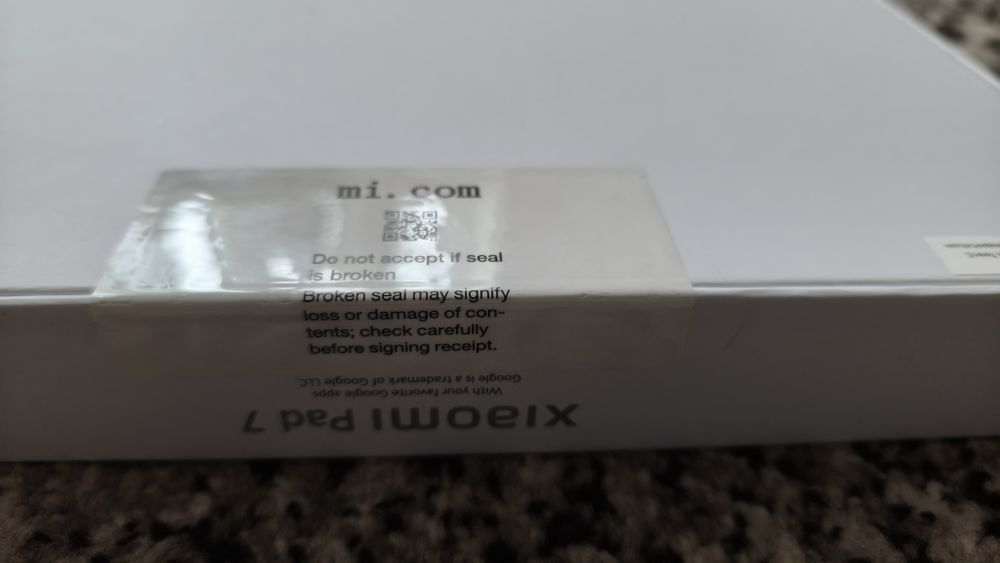 mi.com
Do not accept if seal
is broken
Broken seal may signify
loss or damage of con-
tents; check carefully
before signing receipt.
Xiaomi Pad 7
With your favorite Google apps
Google is a trademark of Google LLC.